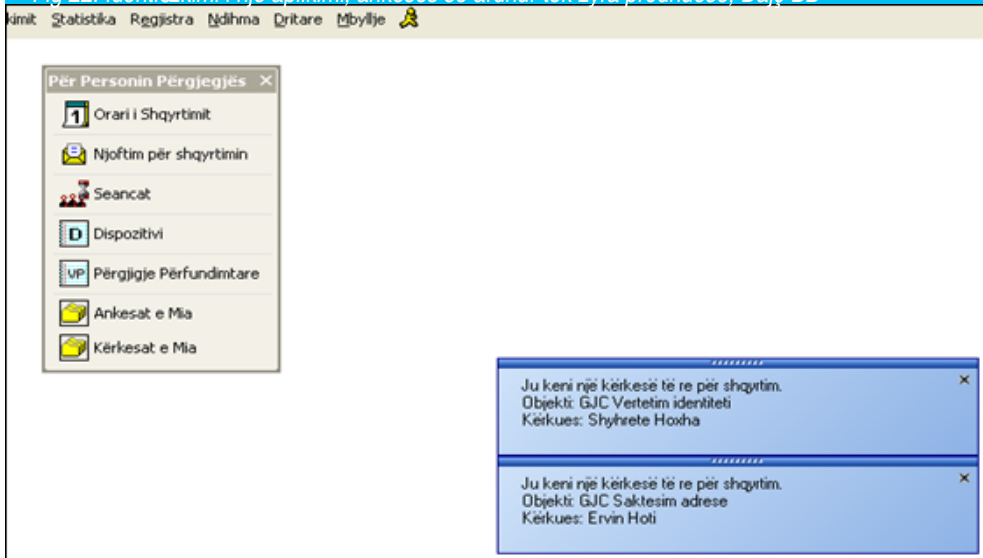 kimit Statistika Regjistra Ndihma Dritare Mbyllje
Për Personin Përgjegjës
1 Orari i Shqyrtimit
Njoftim për shqyrtimin
Seancat
D Dispozitivi
VP Përgjigje Përfundimtare
Ankesat e Mia
Kërkesat e Mia
Ju keni një kërkesë të re për shqyrtim.
Objekti: GJC Vertetim identiteti
Kërkues: Shyhrete Hoxha
Ju keni një kërkesë të re për shqyrtim.
Objekti: GJC Saktesim adrese
Kërkues: Ervin Hoti